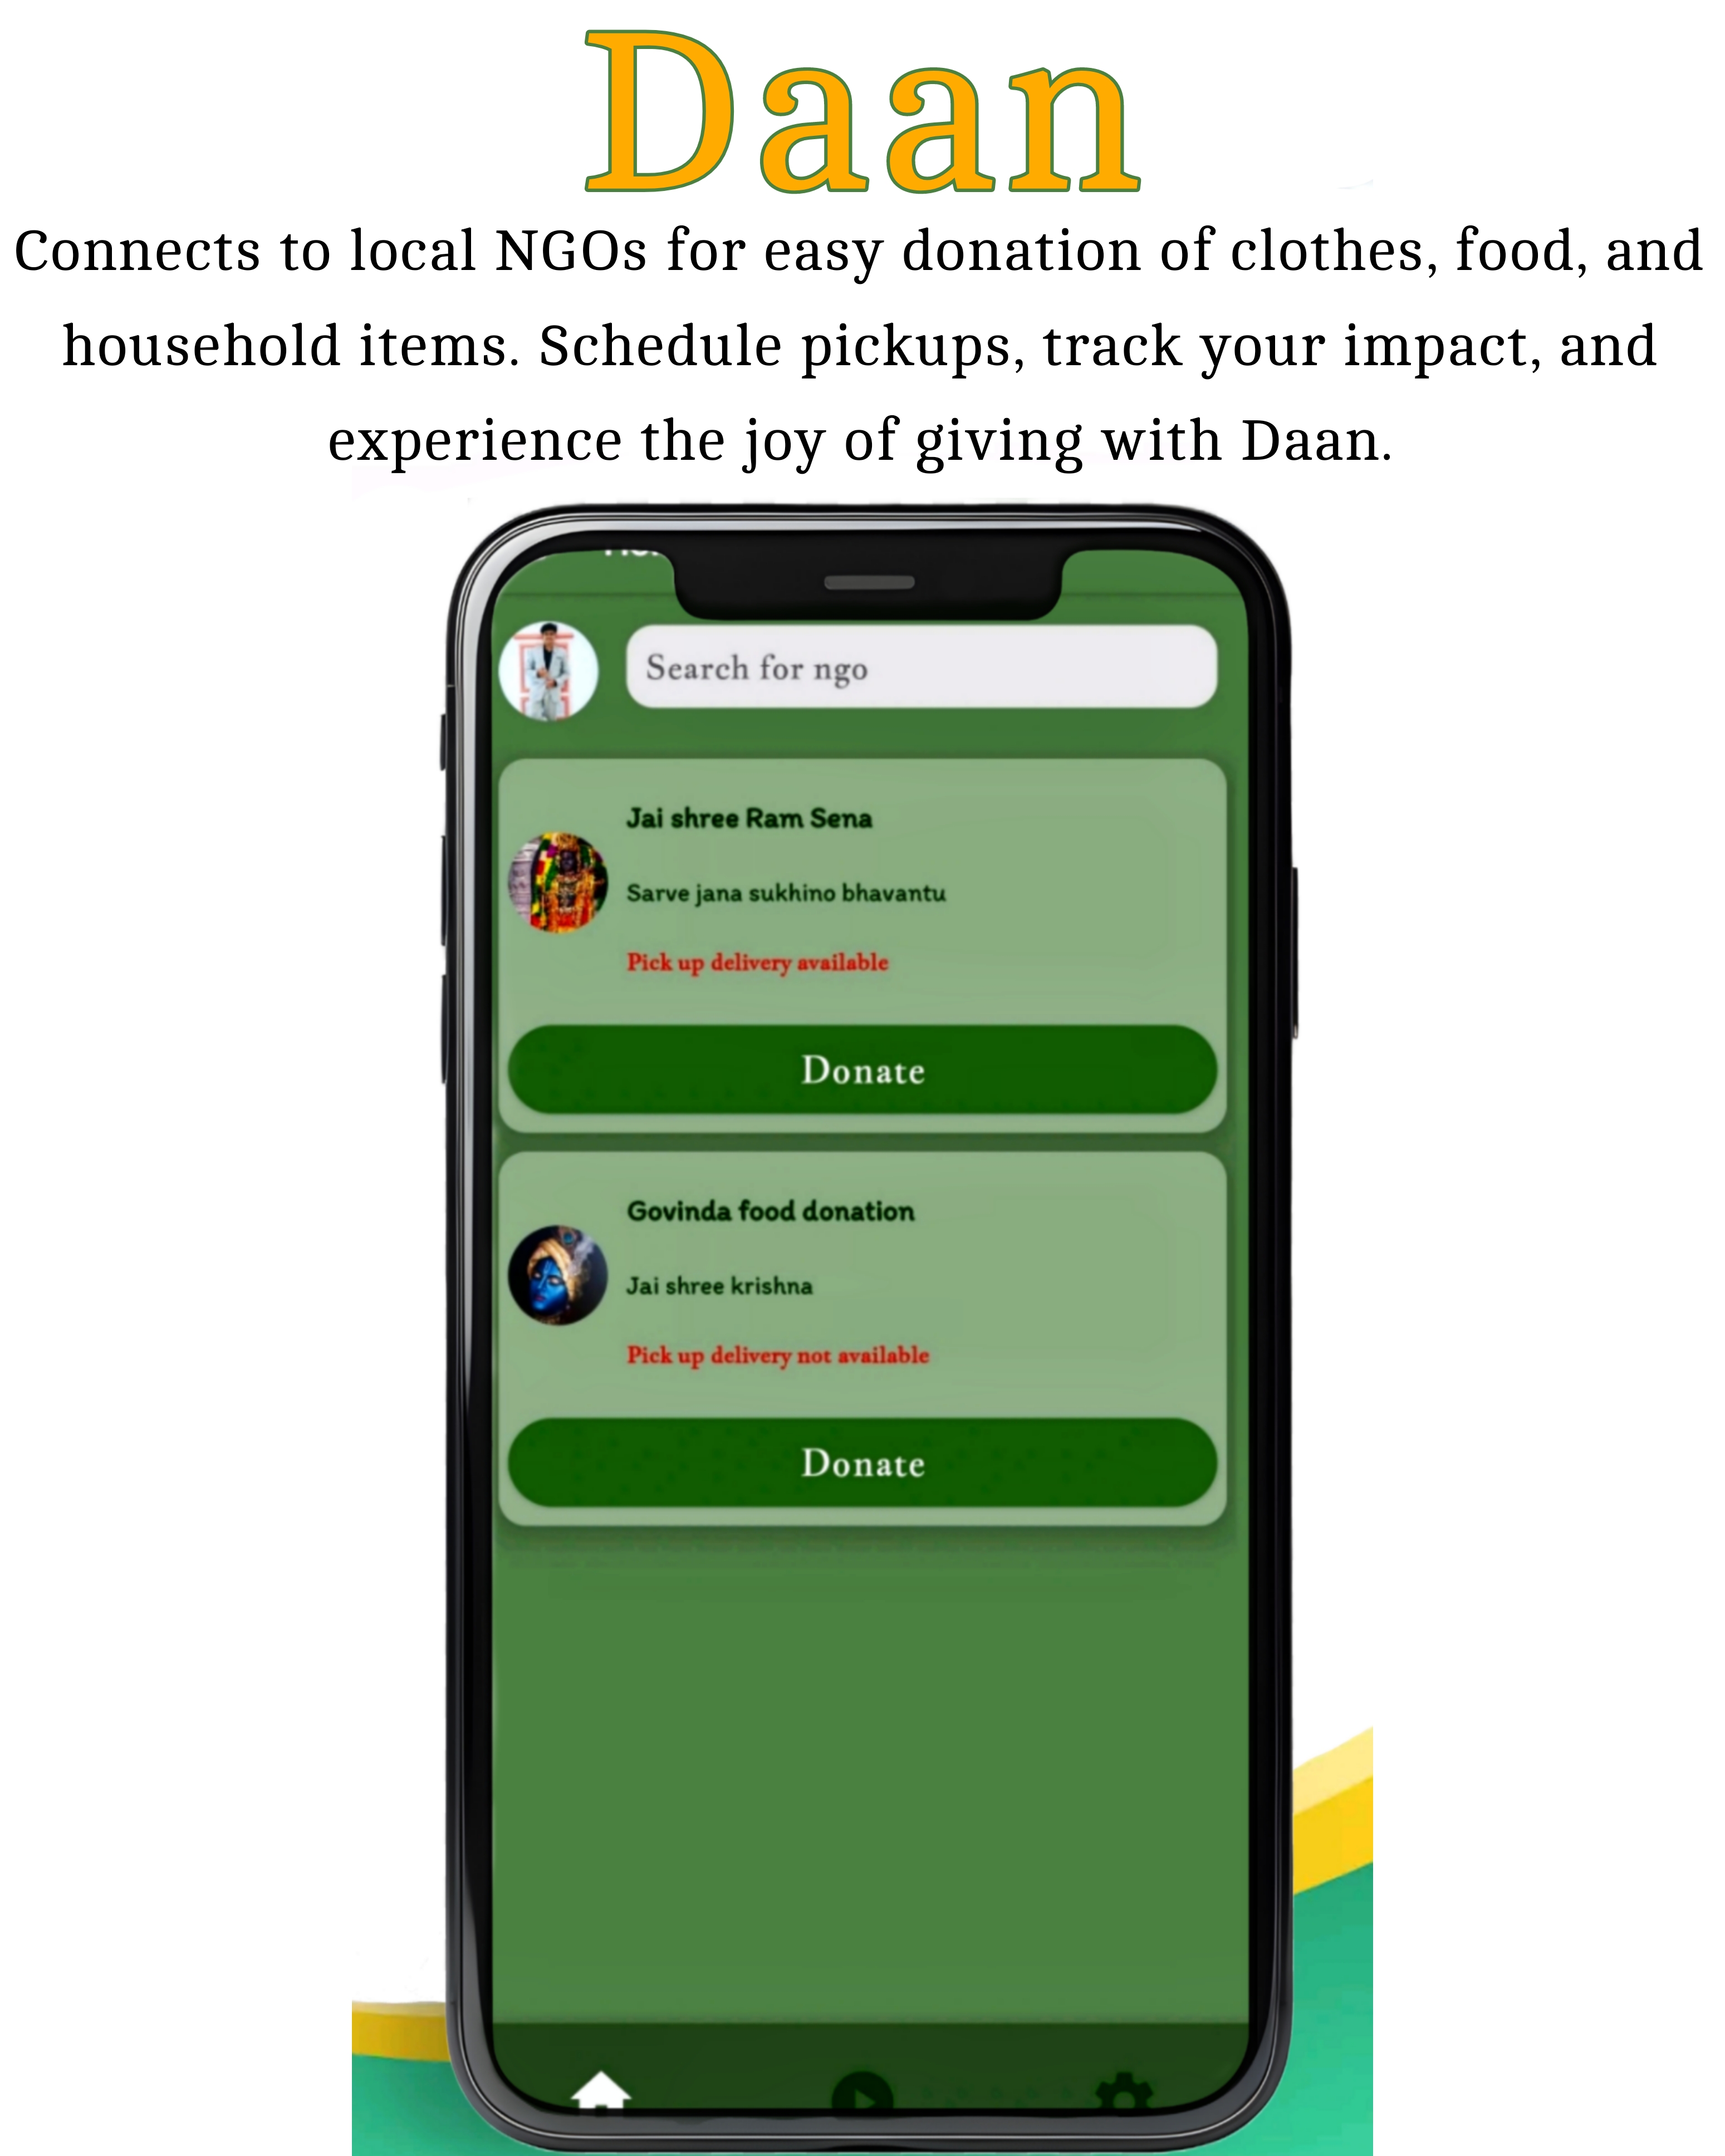 Daan
Connects to local NGOs for easy donation of clothes, food, and
household items. Schedule pickups, track your impact, and
experience the joy of giving with Daan.
Search for ngo
Jai shree Ram Sena
Sarve jana sukhino bhavantu
Pick up delivery available
Donate
Govinda food donation
Jai shree krishna
Pick up delivery not available
Donate